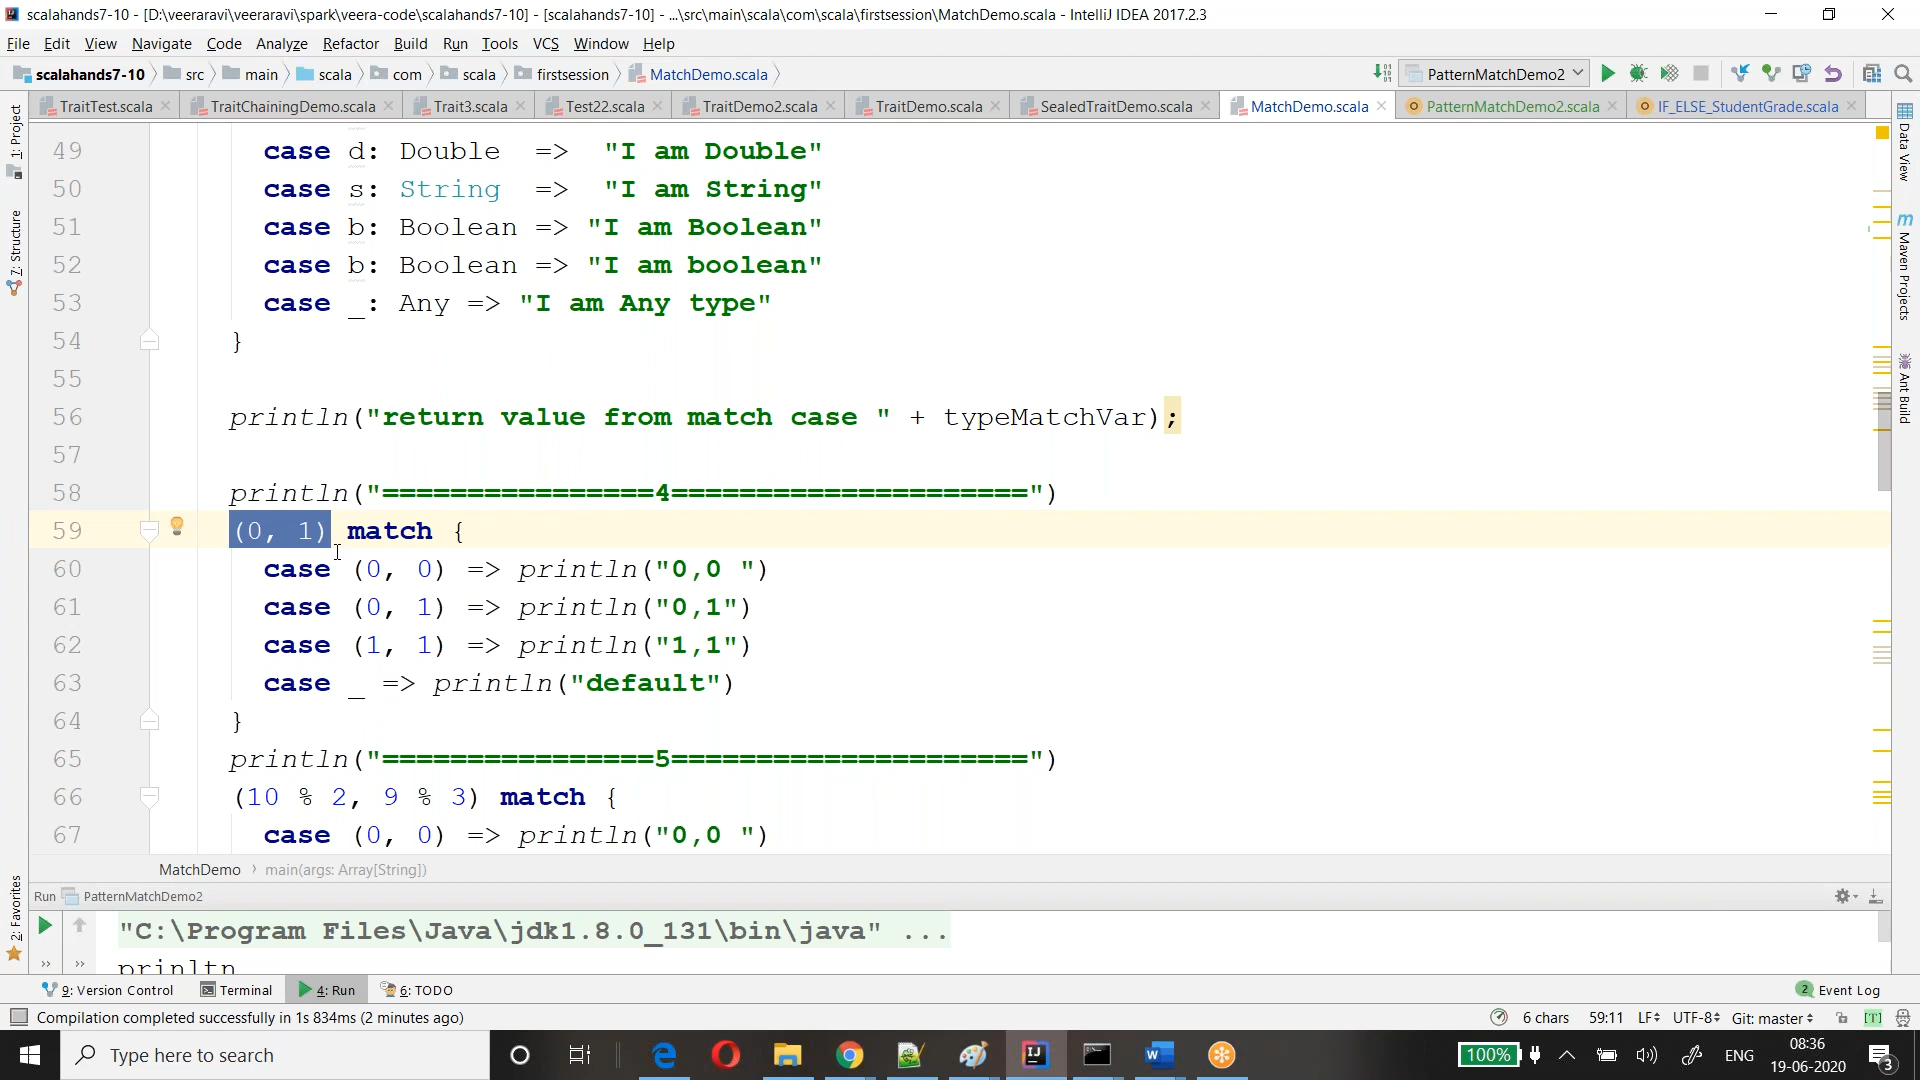 scalahands7-10 - [D:\veeraravi\veeraravi\spark\veera-code\scalahands7-10] - [scalahands7-10] - ...\src\main\scala\com\scala\firstsession\MatchDemo.scala - IntelliJ IDEA 2017.2.3
File Edit View Navigate Code Analyze Refactor Build Run Tools VCS Window Help
scalahands7-10 src main scala com scala firstsession MatchDemo.scala PatternMatchDemo2
TraitTest.scala TraitChainingDemo.scala Trait3.scala Test22.scala TraitDemo2.scala TraitDemo.scala SealedTraitDemo.scala MatchDemo.scala PatternMatchDemo2.scala IF_ELSE_StudentGrade.scala
1: Project
7: Structure
2: Favorites
Data View
Maven Projects
Ant Build
49 case d: Double => "I am Double"
50 case s: String => "I am String"
51 case b: Boolean => "I am Boolean"
52 case b: Boolean => "I am boolean"
53 case _: Any => "I am Any type"
54 }
55
56 println("return value from match case " + typeMatchVar);
57
58 println("================4=====================")
59 (0, 1) match {
60 case (0, 0) => println("0,0 ")
61 case (0, 1) => println("0,1")
62 case (1, 1) => println("1,1")
63 case _ => println("default")
64 }
65 println("================5=====================")
66 (10 % 2, 9 % 3) match {
67 case (0, 0) => println("0,0 ")
MatchDemo › main(args: Array[String])
Run PatternMatchDemo2
"C:\Program Files\Java\jdk1.8.0_131\bin\java" ...
prinltn
9: Version Control Terminal 4: Run 6: TODO 2 Event Log
Compilation completed successfully in 1s 834ms (2 minutes ago) 6 chars 59:11 LF UTF-8 Git: master [T]
Type here to search 100% ENG 08:36
19-06-2020 3